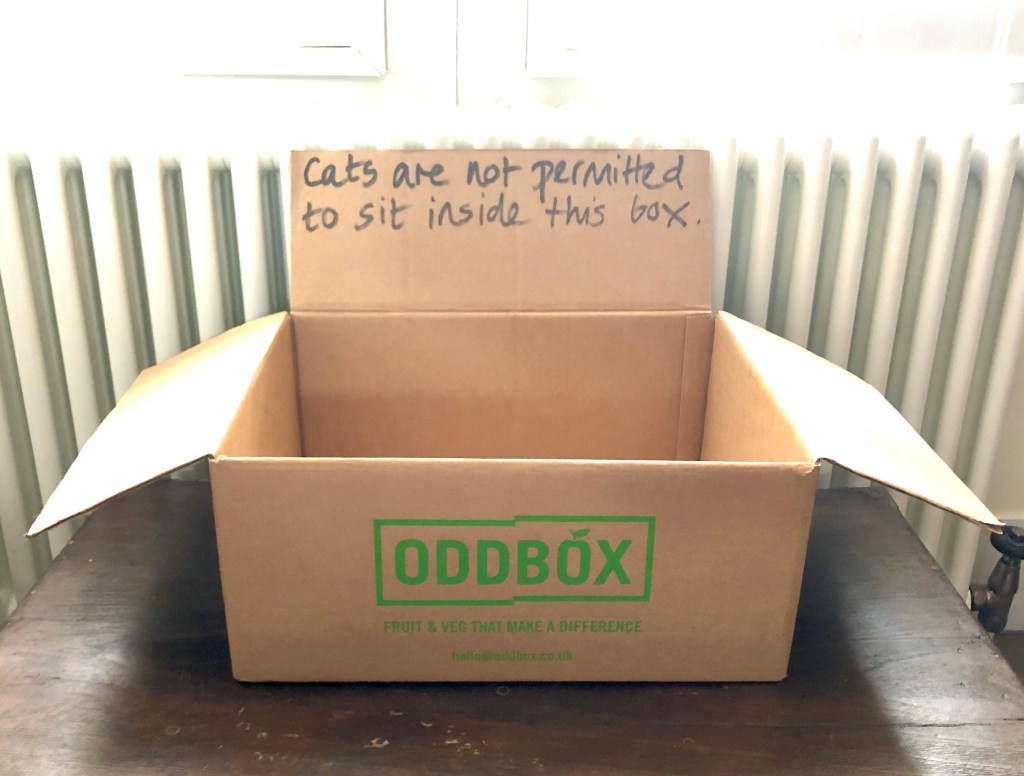 Cats are not permitted
to sit inside this box.
ODDBOX
FRUIT & VEG THAT MAKE A DIFFERENCE
hello@oddbox.co.uk